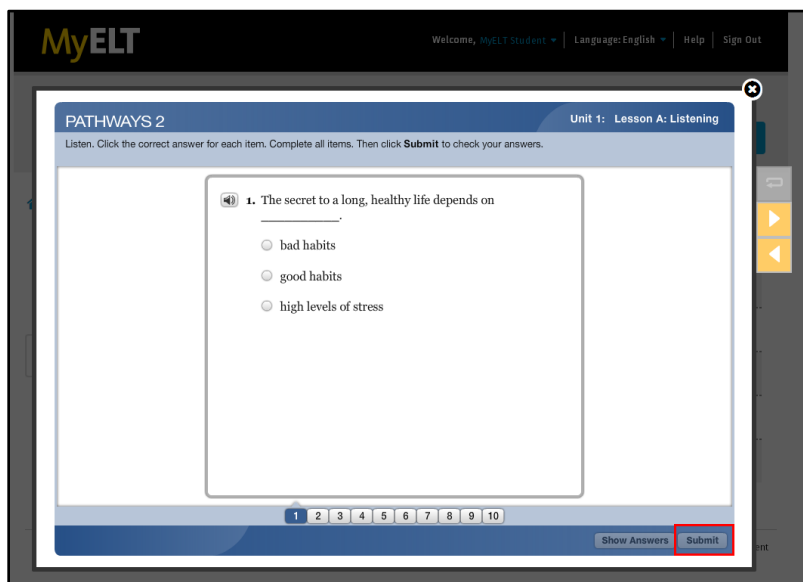 MyELT
Welcome, MyELT Student Language: English Help Sign Out
PATHWAYS 2
Unit 1: Lesson A: Listening
Listen. Click the correct answer for each item. Complete all items. Then click Submit to check your answers.
1. The secret to a long, healthy life depends on
__________.
bad habits
good habits
high levels of stress
1 2 3 4 5 6 7 8 9 10
Show Answers Submit
ent